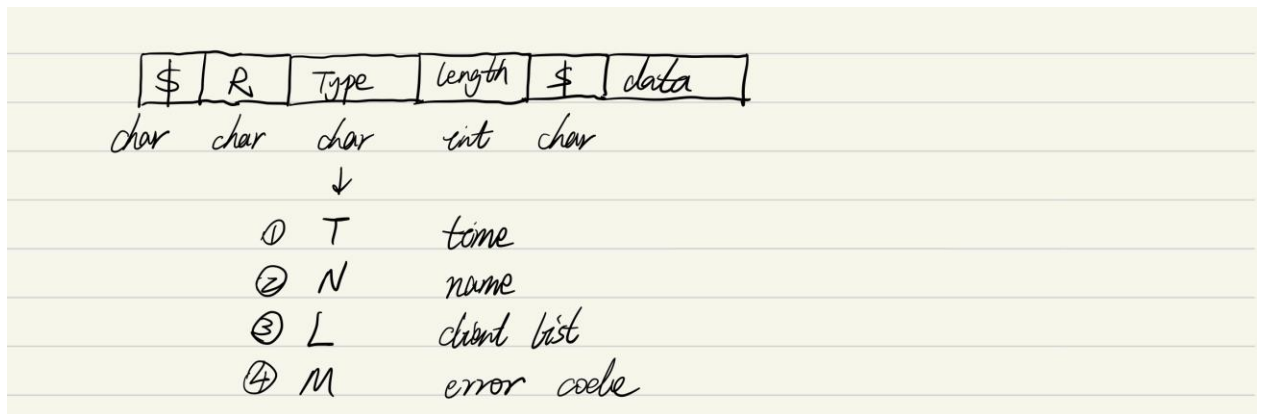 $ R Type length $ data
char char char int char
↓
① T time
② N name
③ L client list
④ M error code